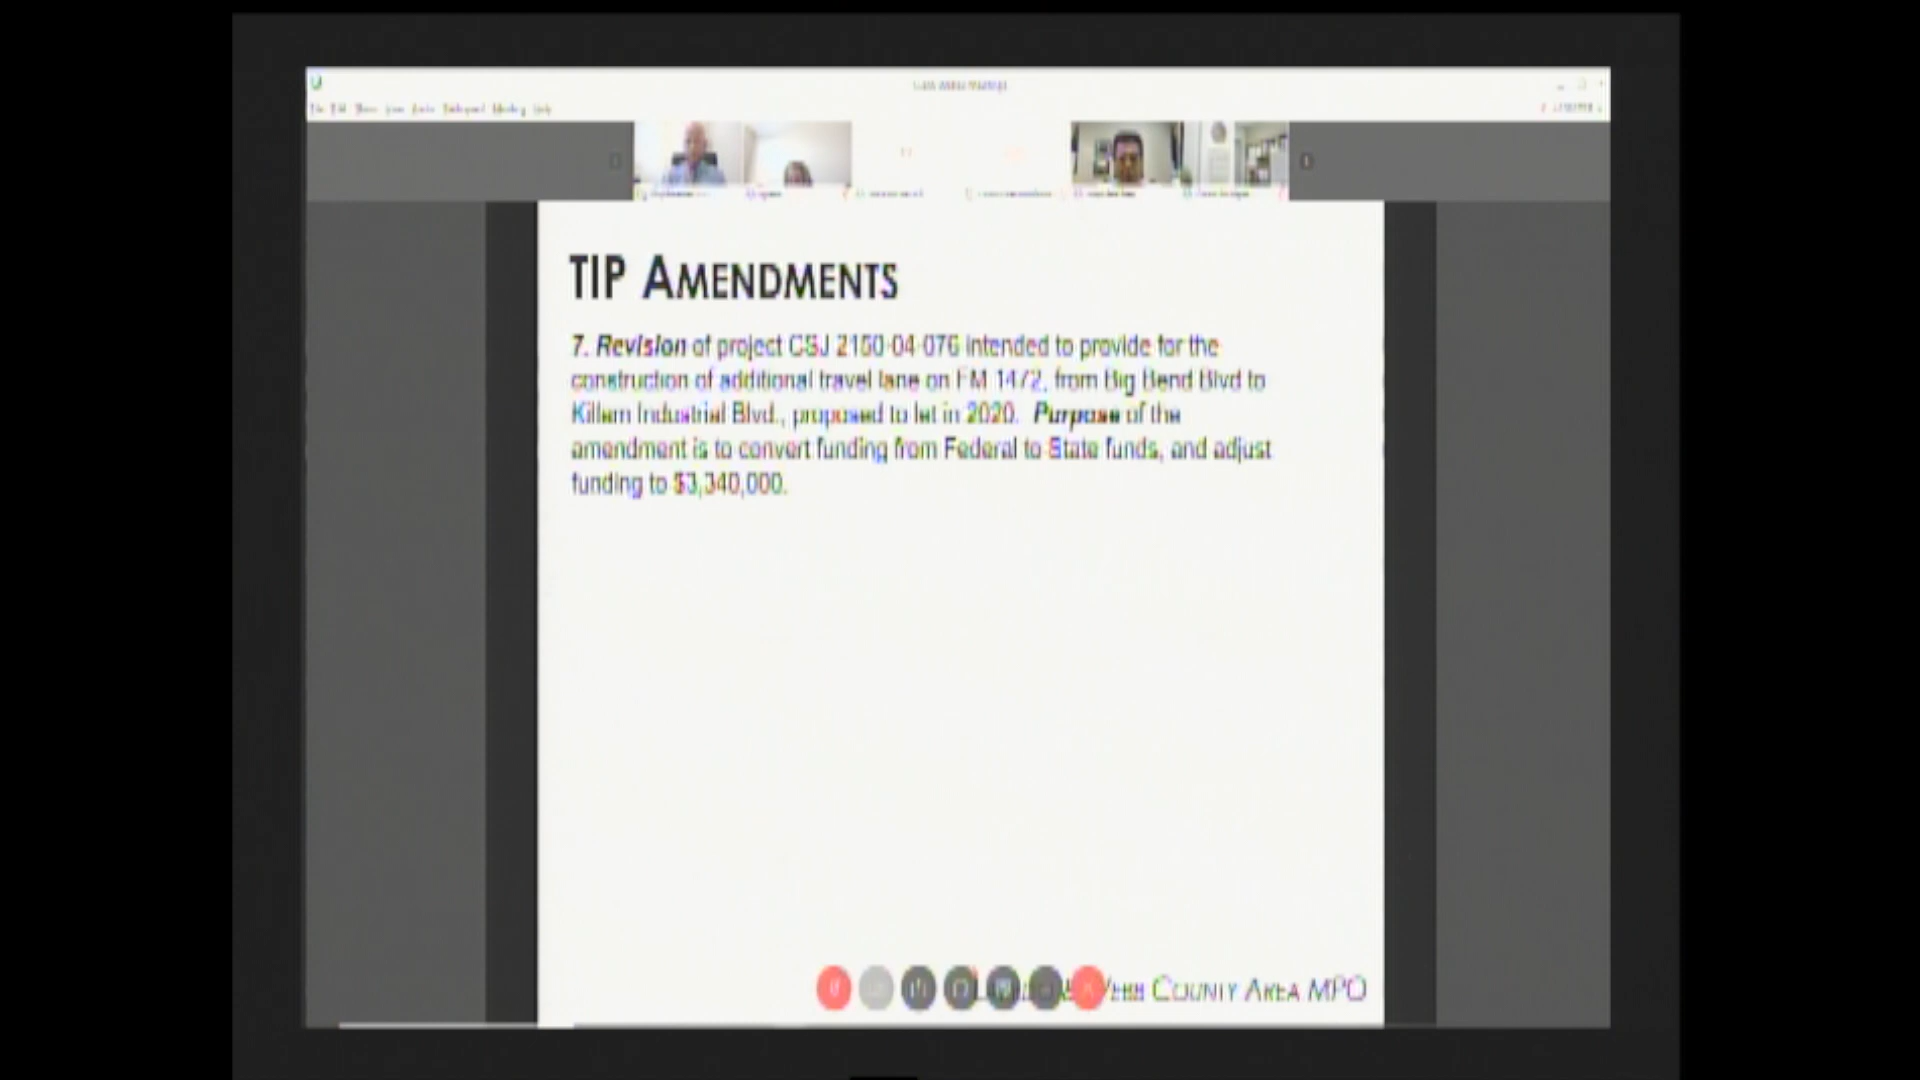 TIP AMENDMENTS
7. Revision of project CSJ 2150-04-076 intended to provide for the
construction of additional travel lane on FM 1472, from Big Bend Blvd to
Killam Industrial Blvd., proposed to let in 2020. Purpose of the
amendment is to convert funding from Federal to State funds, and adjust
funding to $3,340,000.
County Area MPO